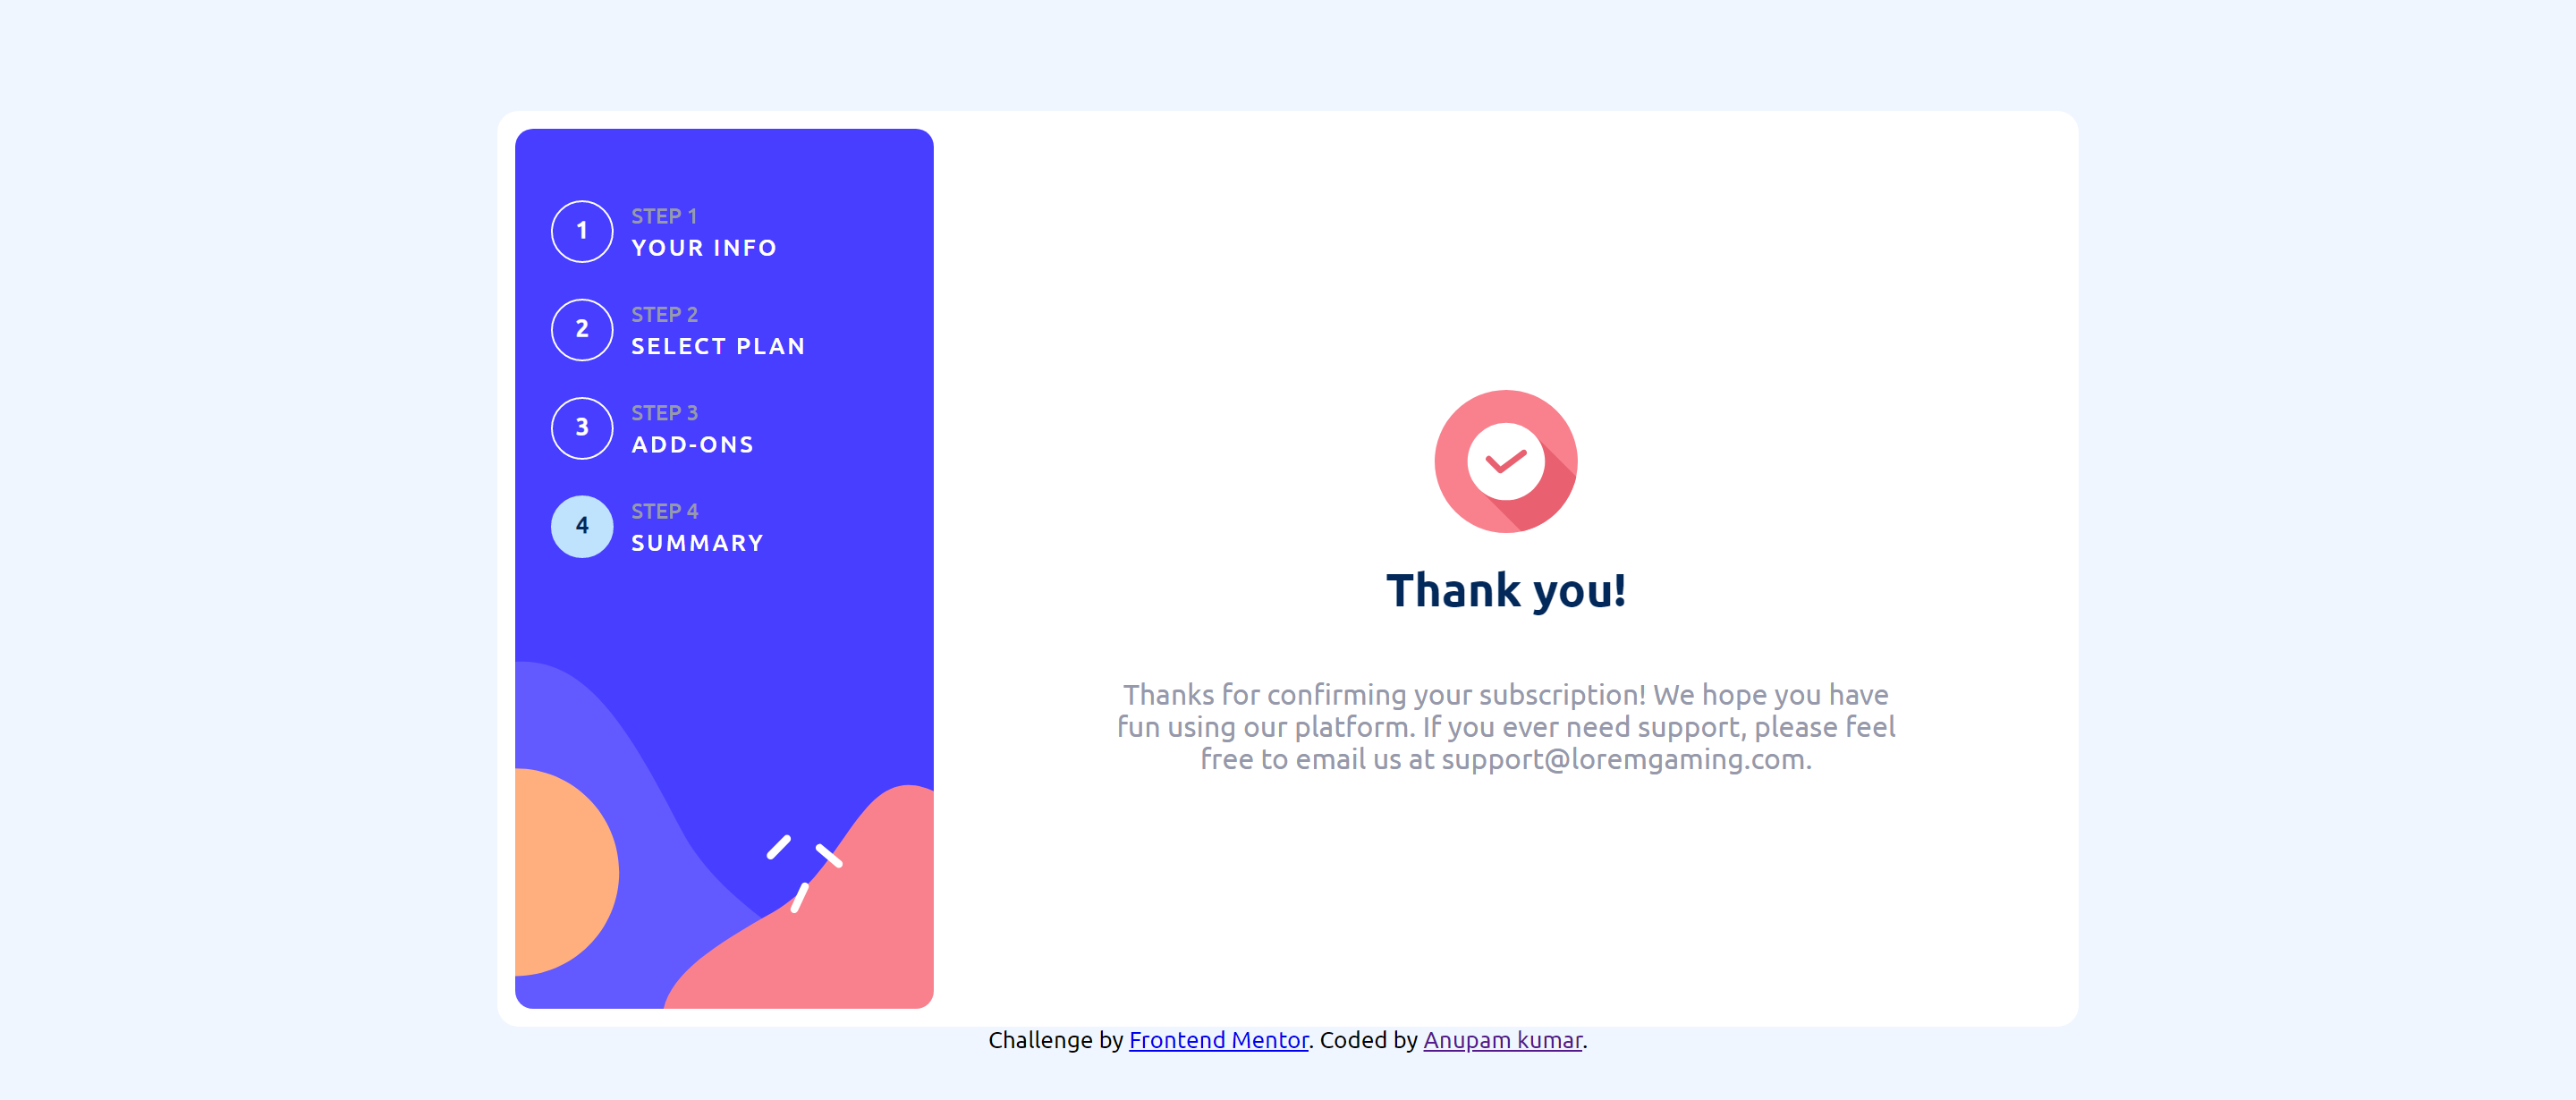 1
STEP 1
YOUR INFO
2
STEP 2
SELECT PLAN
3
STEP 3
ADD-ONS
4
STEP 4
SUMMARY
Thank you!
Thanks for confirming your subscription! We hope you have
fun using our platform. If you ever need support, please feel
free to email us at support@loremgaming.com.
Challenge by Frontend Mentor. Coded by Anupam kumar.